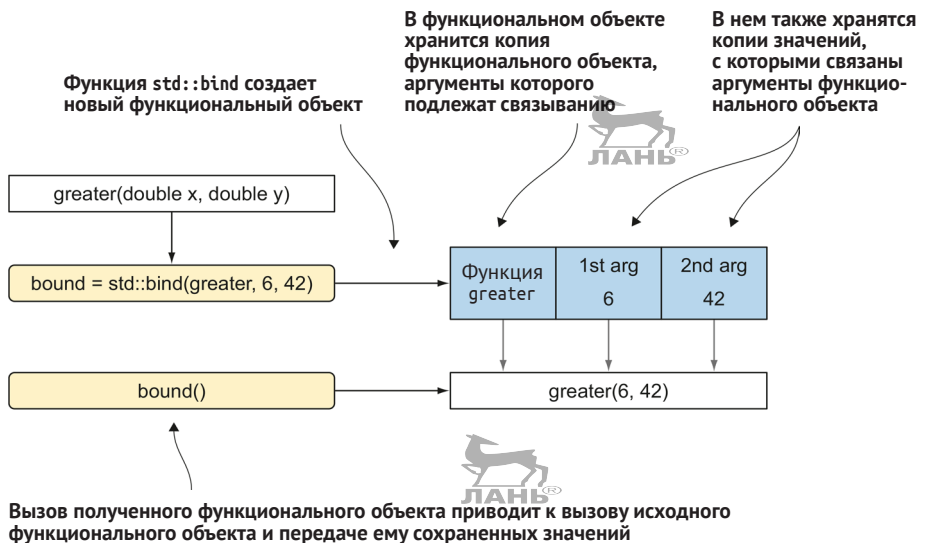 В функциональном объекте
хранится копия
функционального объекта,
аргументы которого
подлежат связыванию
В нем также хранятся
копии значений,
с которыми связаны
аргументы функцио-
нального объекта
Функция std::bind создает
новый функциональный объект
ЛАНЬ®
greater(double x, double y)
bound = std::bind(greater, 6, 42)
Функция
greater
1st arg
6
2nd arg
42
bound()
greater(6, 42)
ЛАНЬ®
Вызов полученного функционального объекта приводит к вызову исходного
функционального объекта и передаче ему сохраненных значений